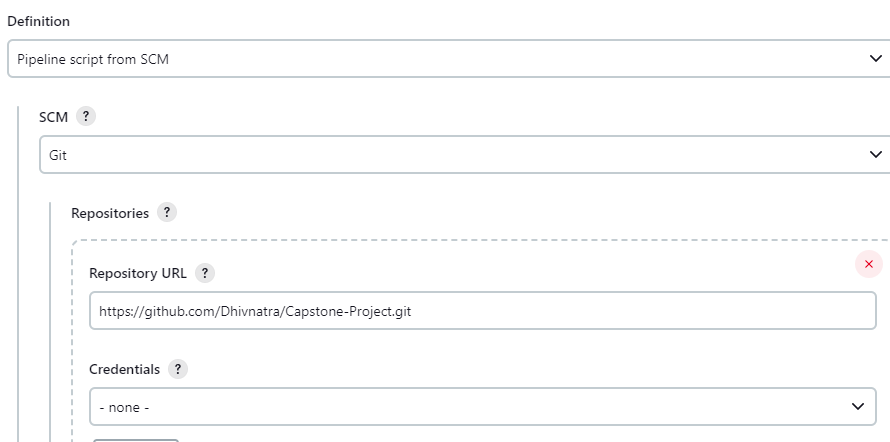 Definition
Pipeline script from SCM
SCM ?
Git
Repositories ?
Repository URL ?
https://github.com/Dhivnatra/Capstone-Project.git
Credentials ?
- none -